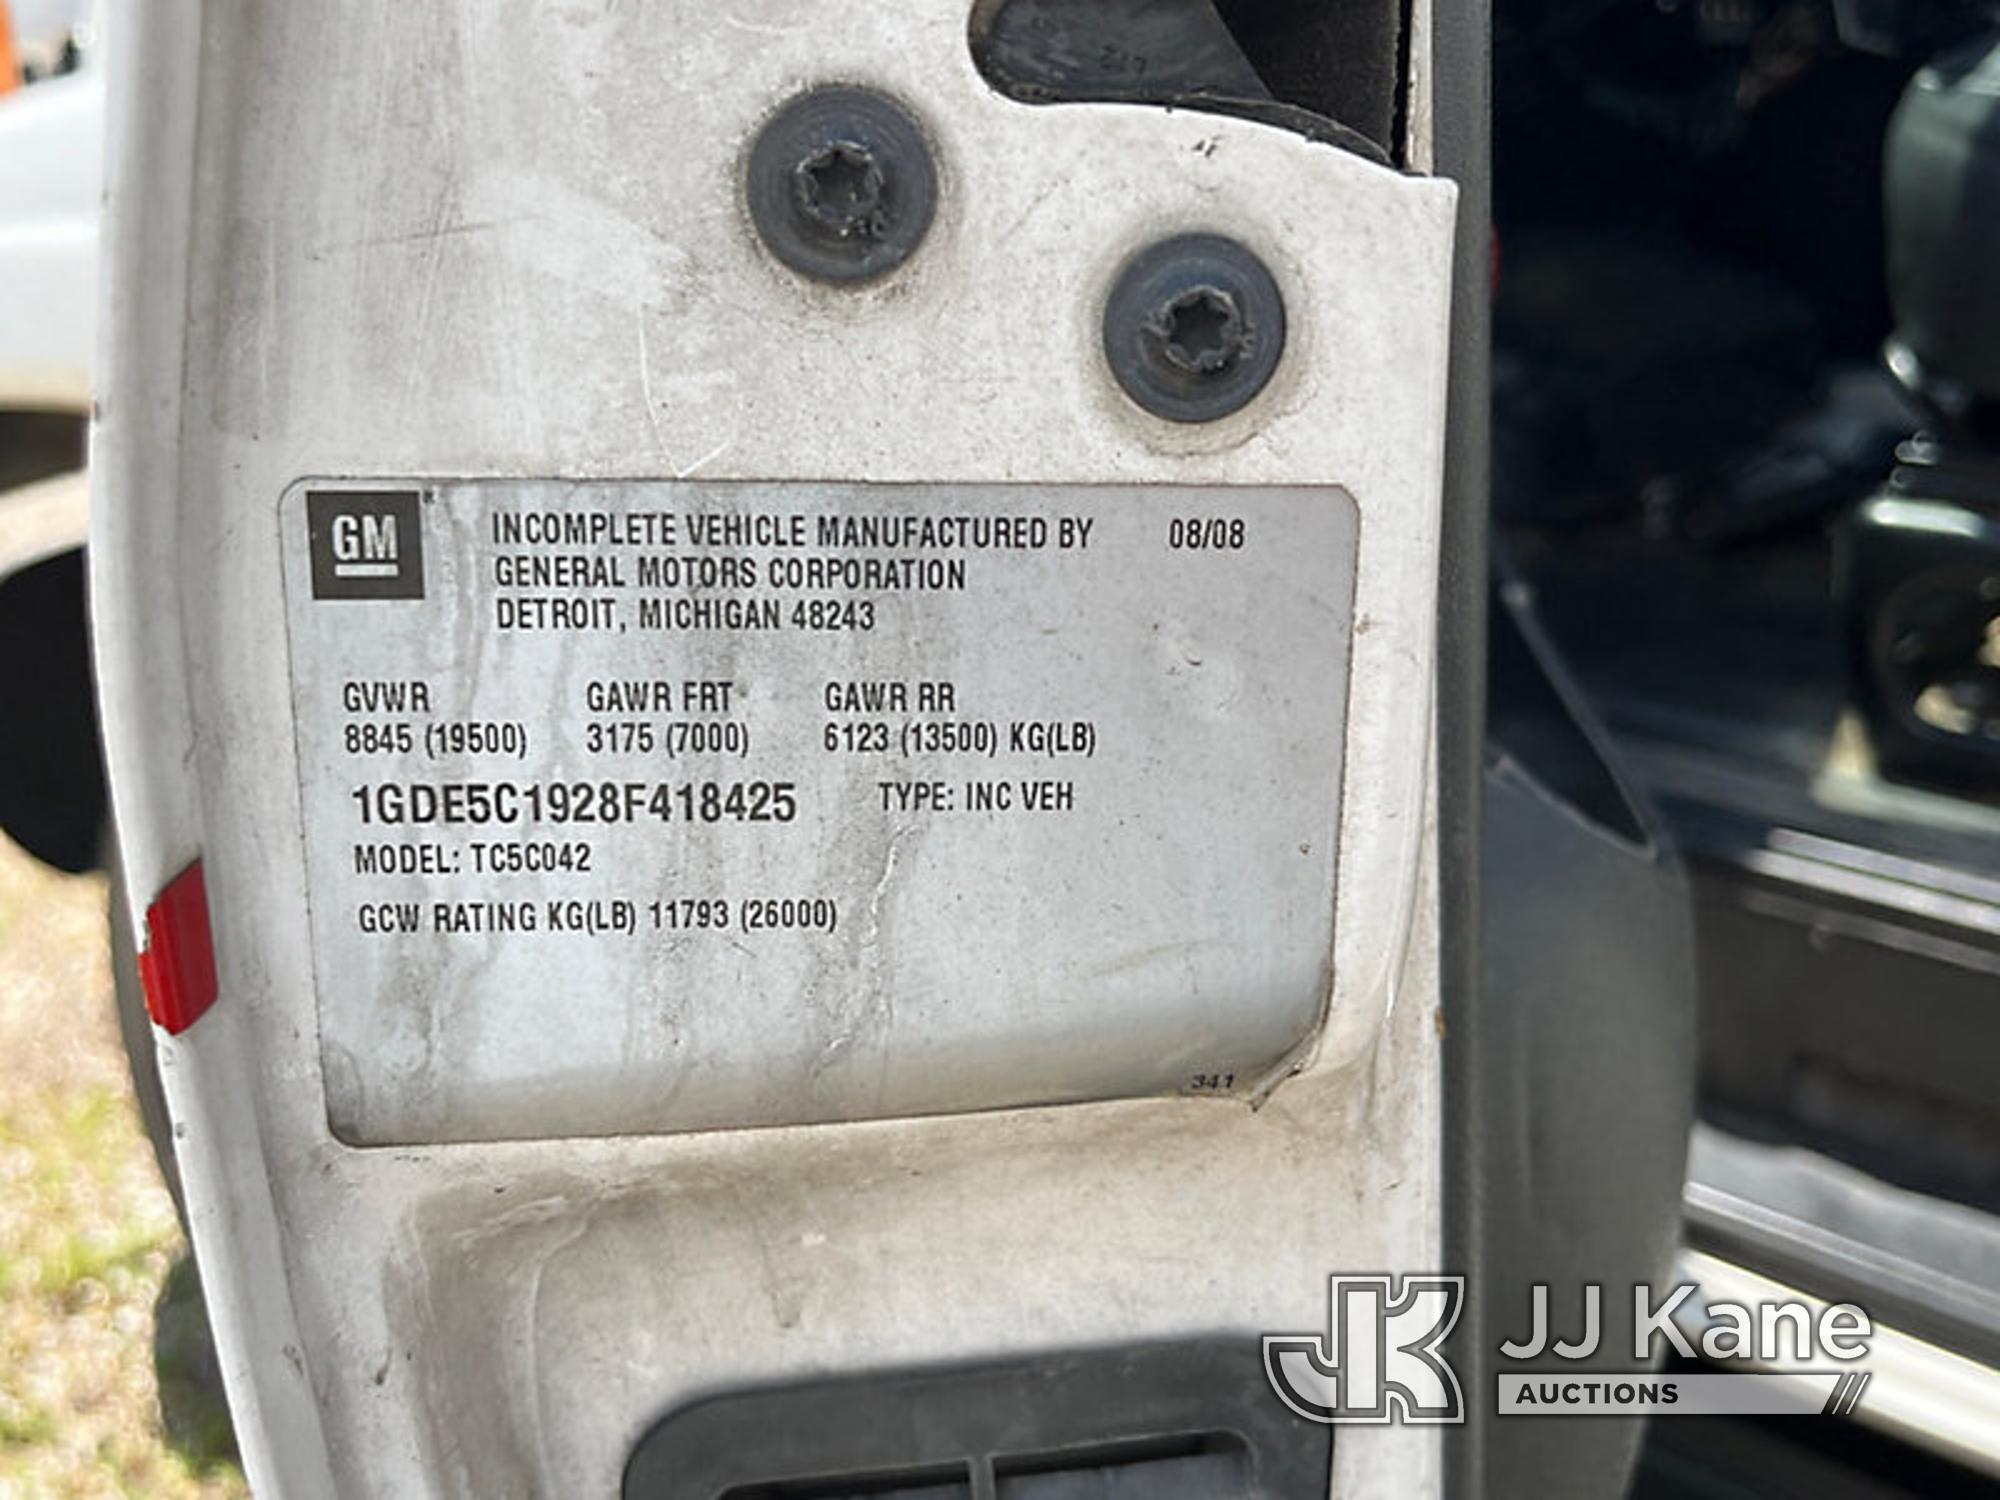 GM
INCOMPLETE VEHICLE MANUFACTURED BY 08/08
GENERAL MOTORS CORPORATION
DETROIT, MICHIGAN 48243
GVWR GAWR FRT GAWR RR
8845 (19500) 3175 (7000) 6123 (13500) KG(LB)
1GDE5C1928F418425 TYPE: INC VEH
MODEL: TC5C042
GCW RATING KG(LB) 11793 (26000)
341
JK JJ Kane
AUCTIONS